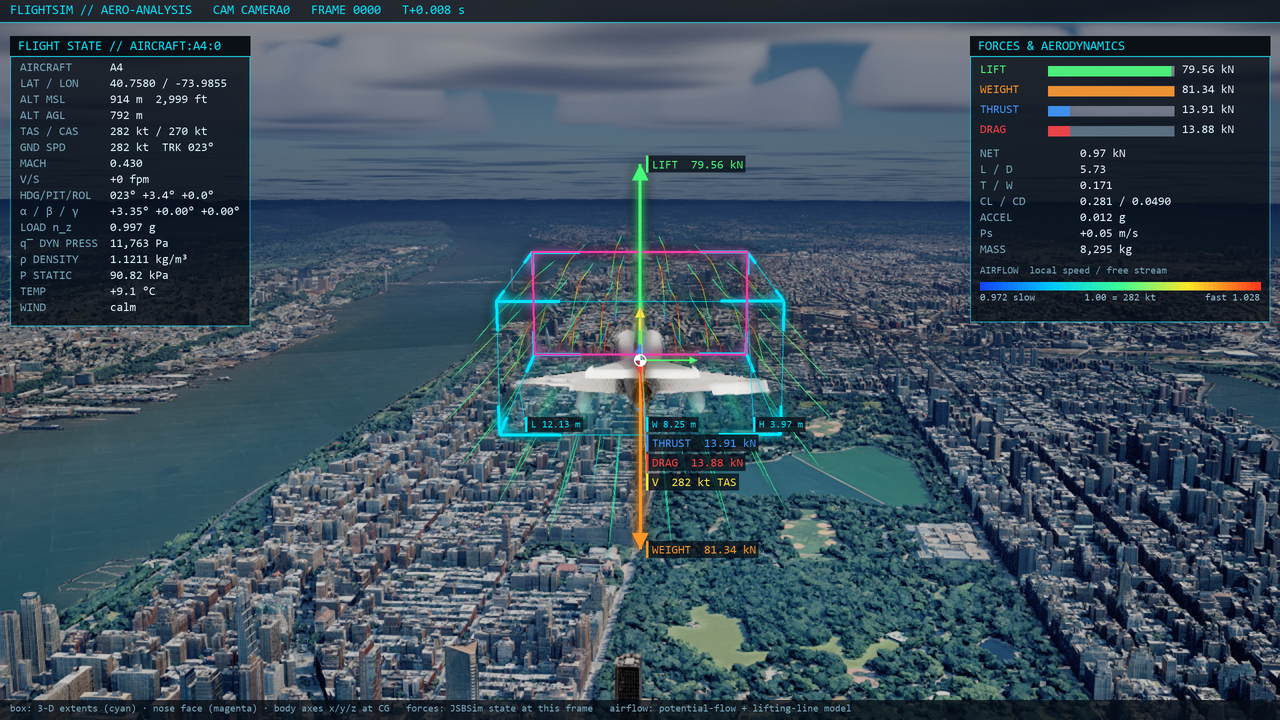 FLIGHTSIM // AERO-ANALYSIS CAM CAMERA0 FRAME 0000 T+0.008 s
FLIGHT STATE // AIRCRAFT:A4:0
AIRCRAFT A4
LAT / LON 40.7580 / -73.9855
ALT MSL 914 m 2,999 ft
ALT AGL 792 m
TAS / CAS 282 kt / 270 kt
GND SPD 282 kt TRK 023°
MACH 0.430
V/S +0 fpm
HDG/PIT/ROL 023° +3.4° +0.0°
α / β / γ +3.35° +0.00° +0.00°
LOAD n_z 0.997 g
q¯ DYN PRESS 11,763 Pa
ρ DENSITY 1.1211 kg/m³
P STATIC 90.82 kPa
TEMP +9.1 °C
WIND calm
FORCES & AERODYNAMICS
LIFT 79.56 kN
WEIGHT 81.34 kN
THRUST 13.91 kN
DRAG 13.88 kN
NET 0.97 kN
L / D 5.73
T / W 0.171
CL / CD 0.281 / 0.0490
ACCEL 0.012 g
Ps +0.05 m/s
MASS 8,295 kg
AIRFLOW local speed / free stream
0.972 slow 1.00 = 282 kt fast 1.028
LIFT 79.56 kN
L 12.13 m W 8.25 m H 3.97 m
THRUST 13.91 kN
DRAG 13.88 kN
V 282 kt TAS
WEIGHT 81.34 kN
box: 3-D extents (cyan) · nose face (magenta) · body axes x/y/z at CG forces: JSBSim state at this frame airflow: potential-flow + lifting-line model